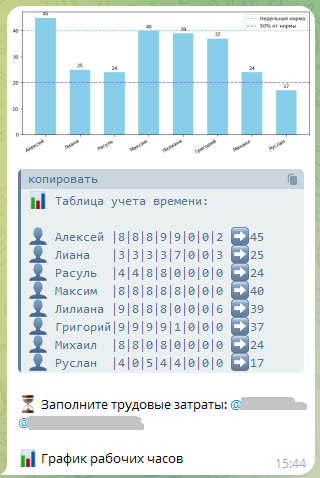 45
25
24
40
39
37
24
17
Недельная норма
50% от нормы
40
30
20
10
0
Алексей
Лиана
Расуль
Максим
Лилиана
Григорий
Михаил
Руслан
копировать
Таблица учета времени:
Алексей |8|8|8|9|9|0|0|2 ➡45
Лиана |3|3|3|3|7|0|0|3 ➡25
Расуль |4|4|8|8|0|0|0|0 ➡24
Максим |8|8|8|8|8|0|0|0 ➡40
Лилиана |9|8|8|8|0|0|0|6 ➡39
Григорий|9|9|9|9|1|0|0|0 ➡37
Михаил |8|8|0|8|0|0|0|0 ➡24
Руслан |4|0|5|4|4|0|0|0 ➡17
Заполните трудовые затраты: @
@
График рабочих часов
15:44